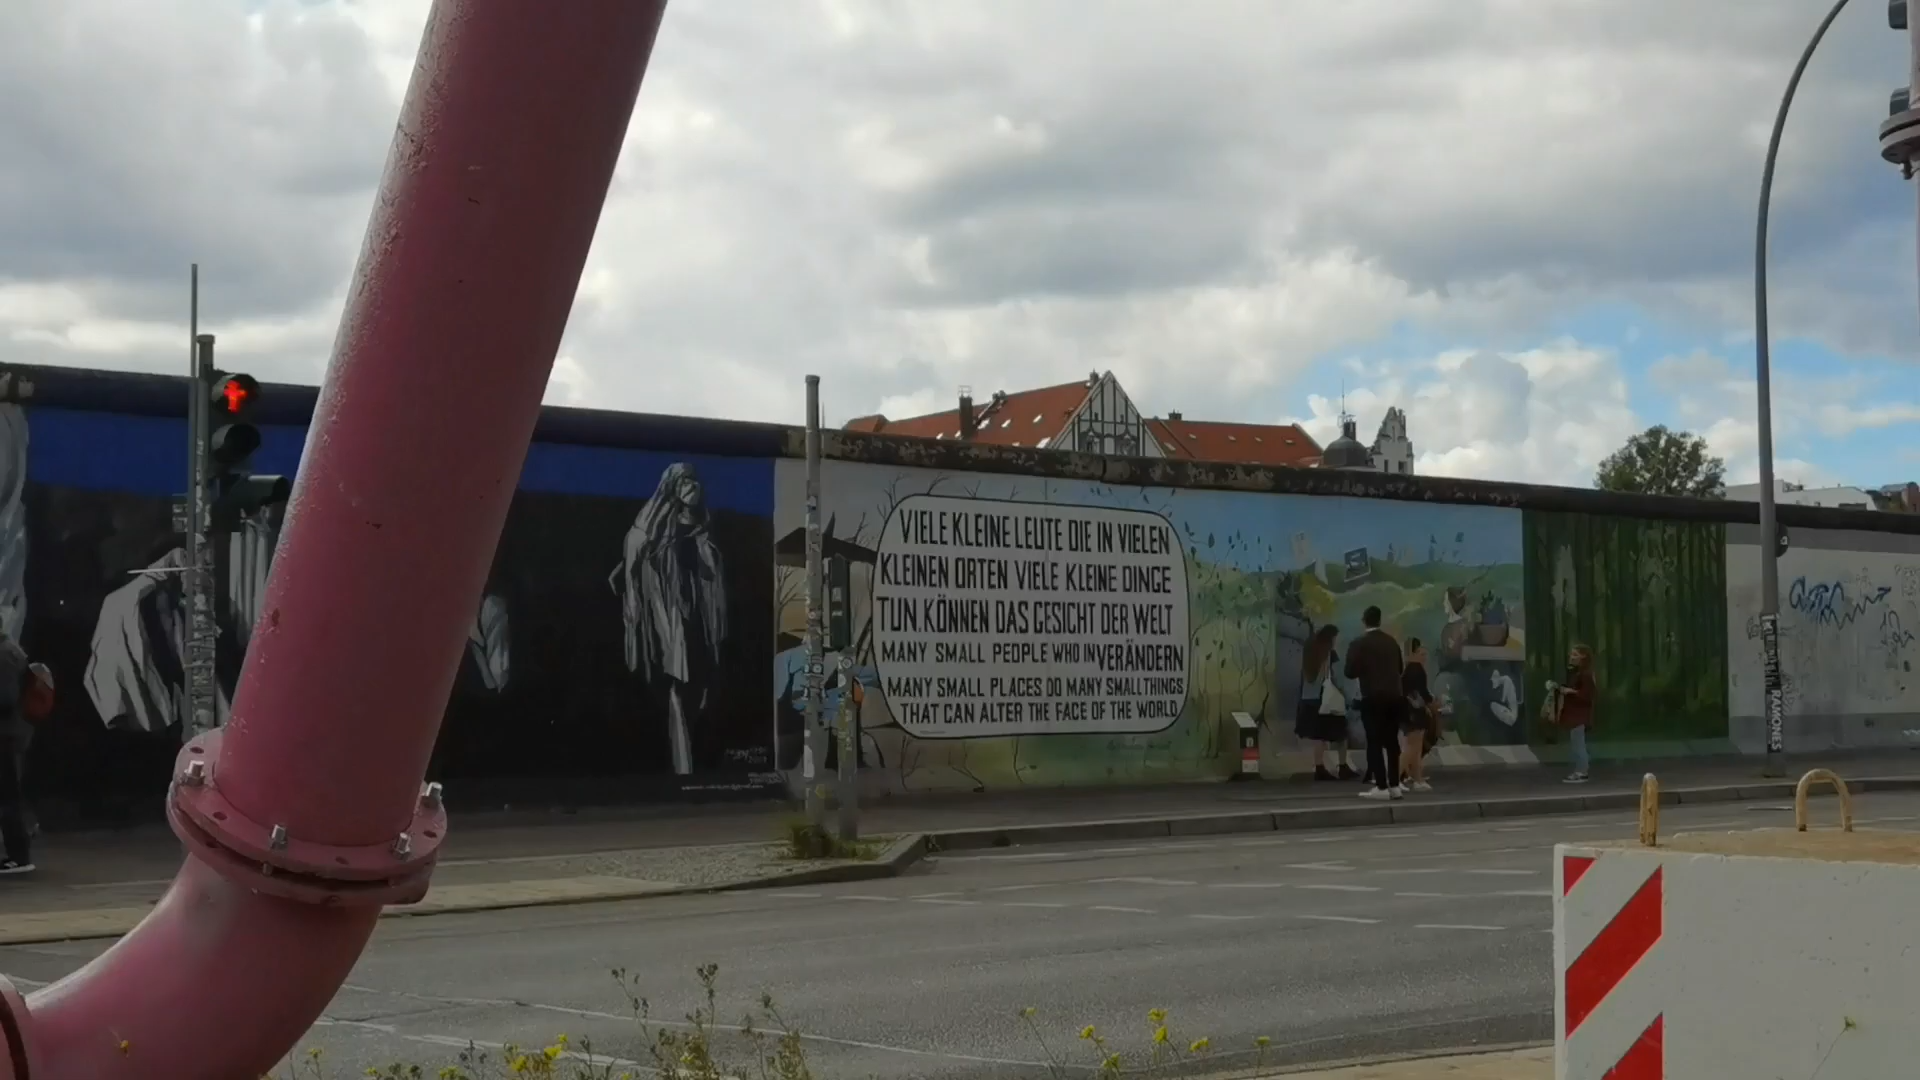 VIELE KLEINE LEUTE DIE IN VIELEN
KLEINEN ORTEN VIELE KLEINE DINGE
TUN, KÖNNEN DAS GESICHT DER WELT
MANY SMALL PEOPLE WHO IN VERÄNDERN
MANY SMALL PLACES DO MANY SMALL THINGS
THAT CAN ALTER THE FACE OF THE WORLD
RAMONES